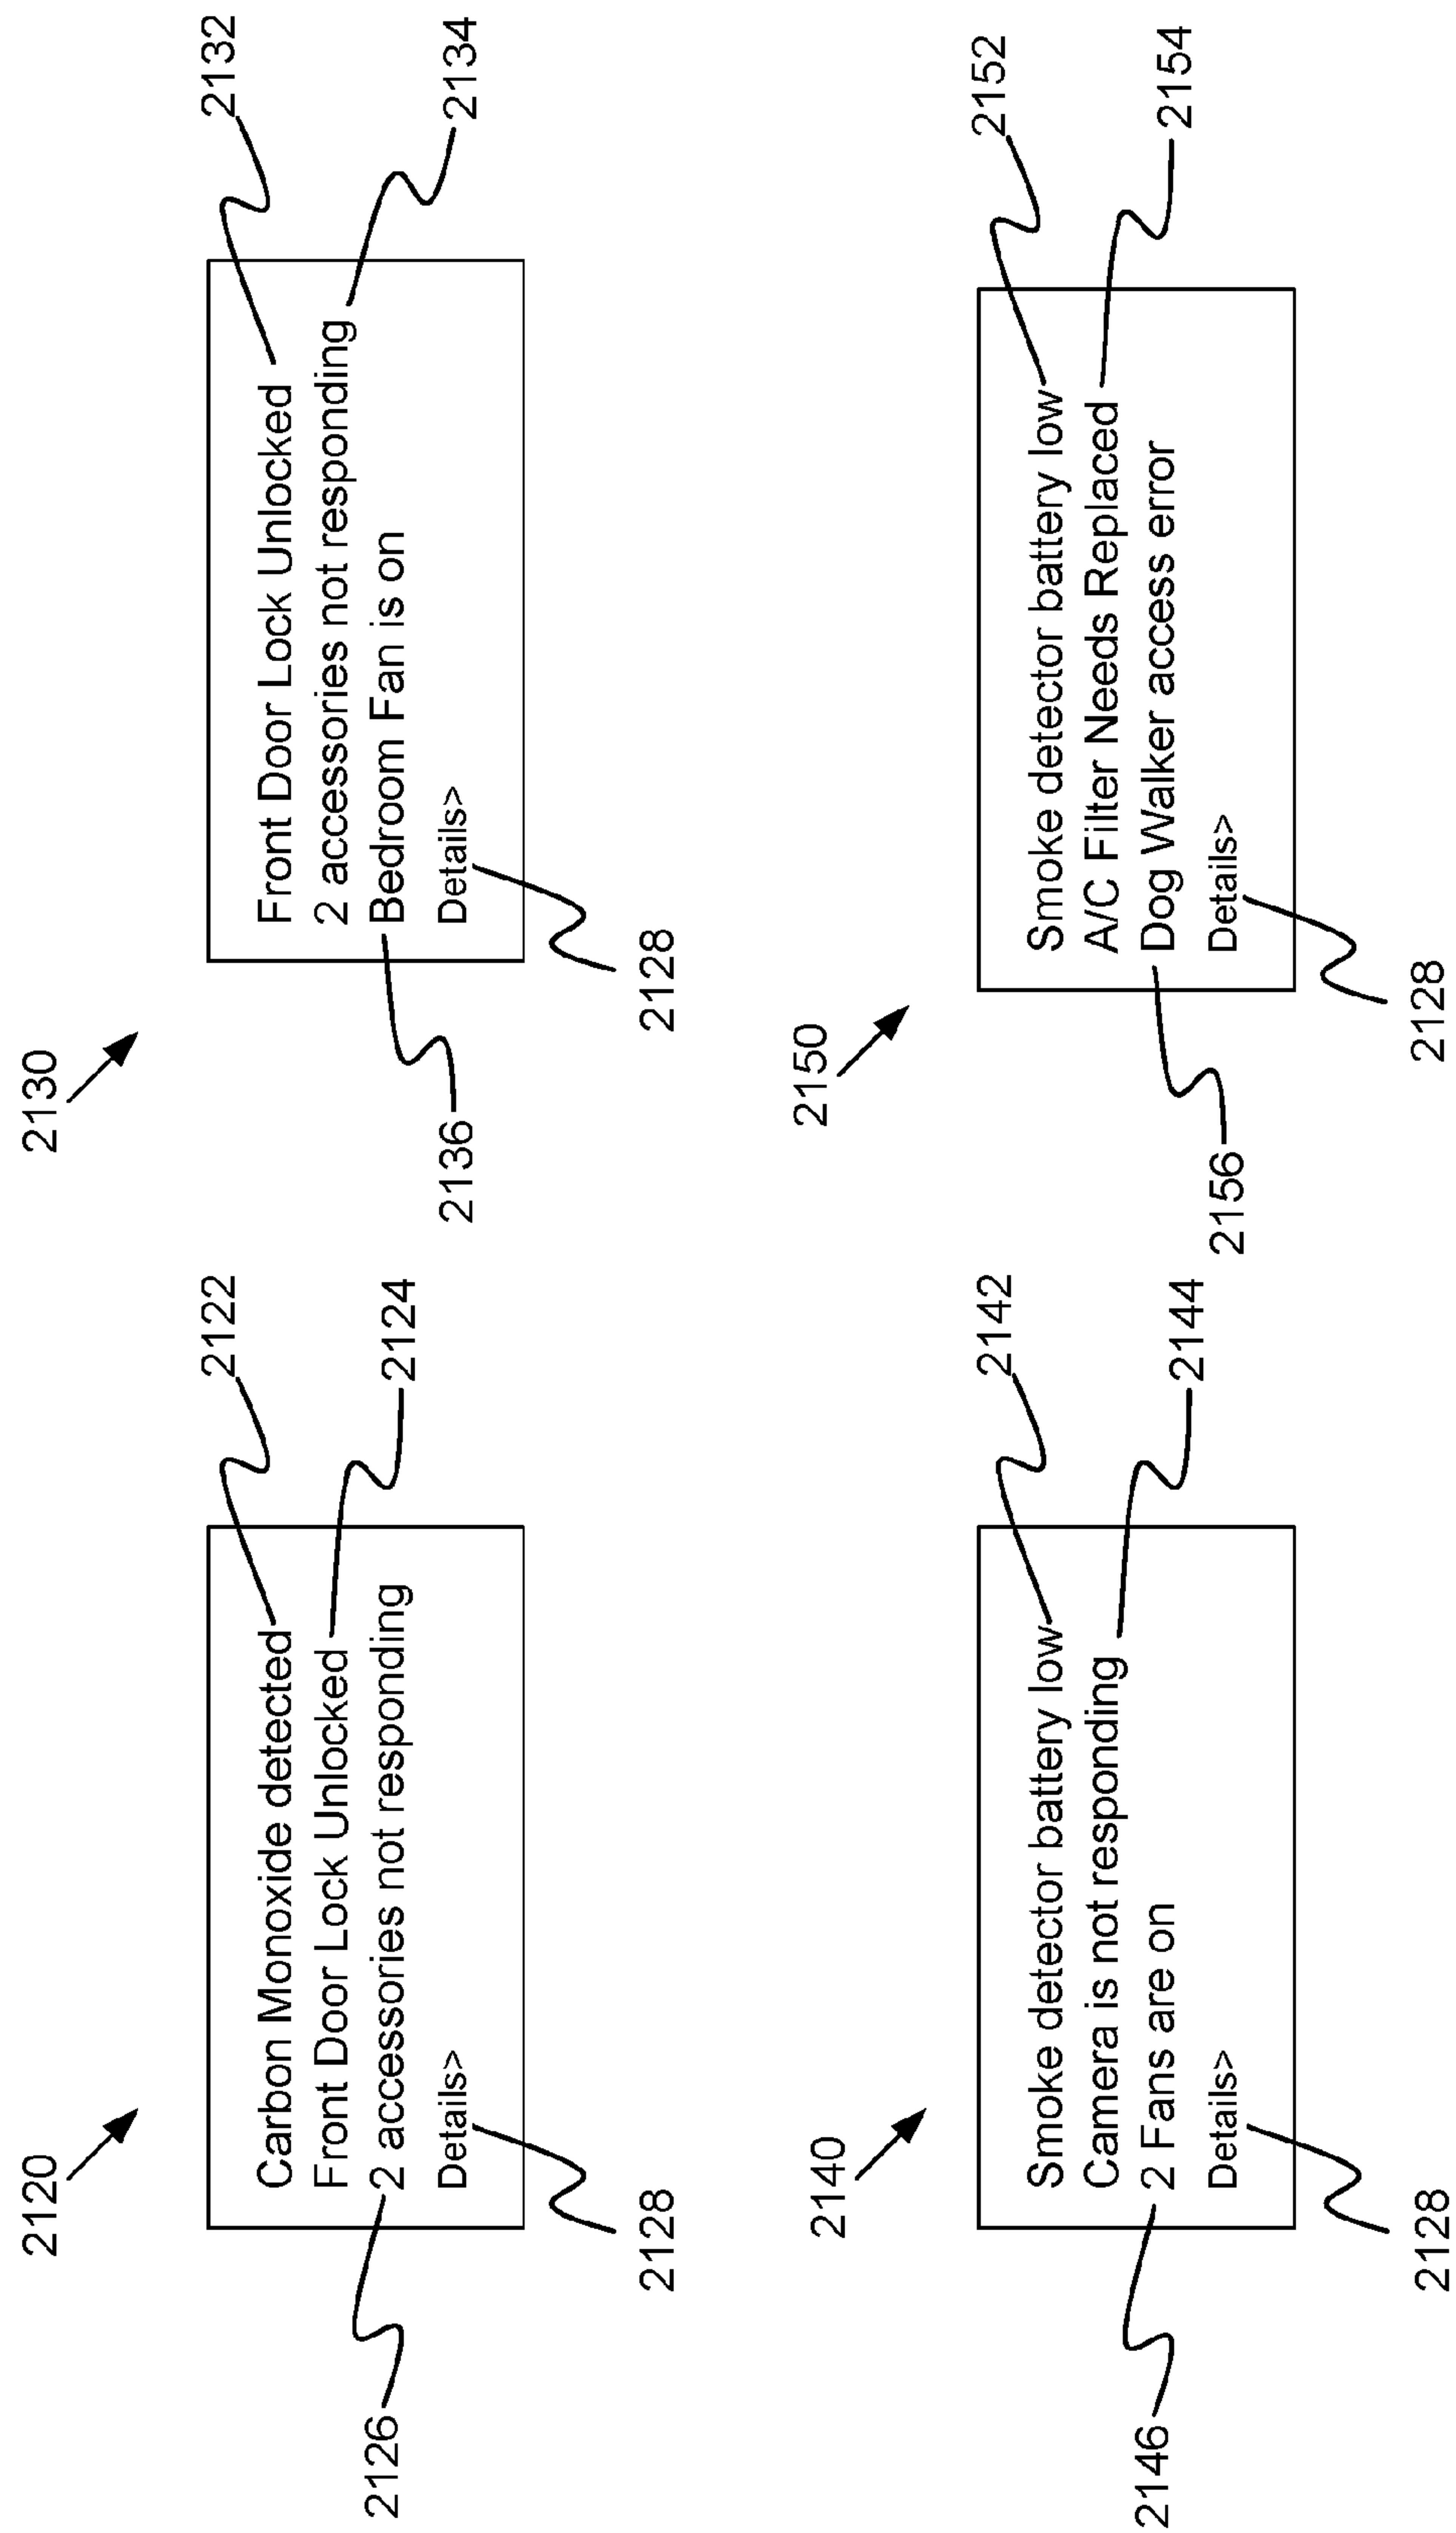 2120
Carbon Monoxide detected
Front Door Lock Unlocked
2 accessories not responding
Details>
2122
2124
2126
2128
2130
Front Door Lock Unlocked
2 accessories not responding
Bedroom Fan is on
Details>
2132
2134
2136
2128
2140
Smoke detector battery low
Camera is not responding
2 Fans are on
Details>
2142
2144
2146
2128
2150
Smoke detector battery low
A/C Filter Needs Replaced
Dog Walker access error
Details>
2152
2154
2156
2128